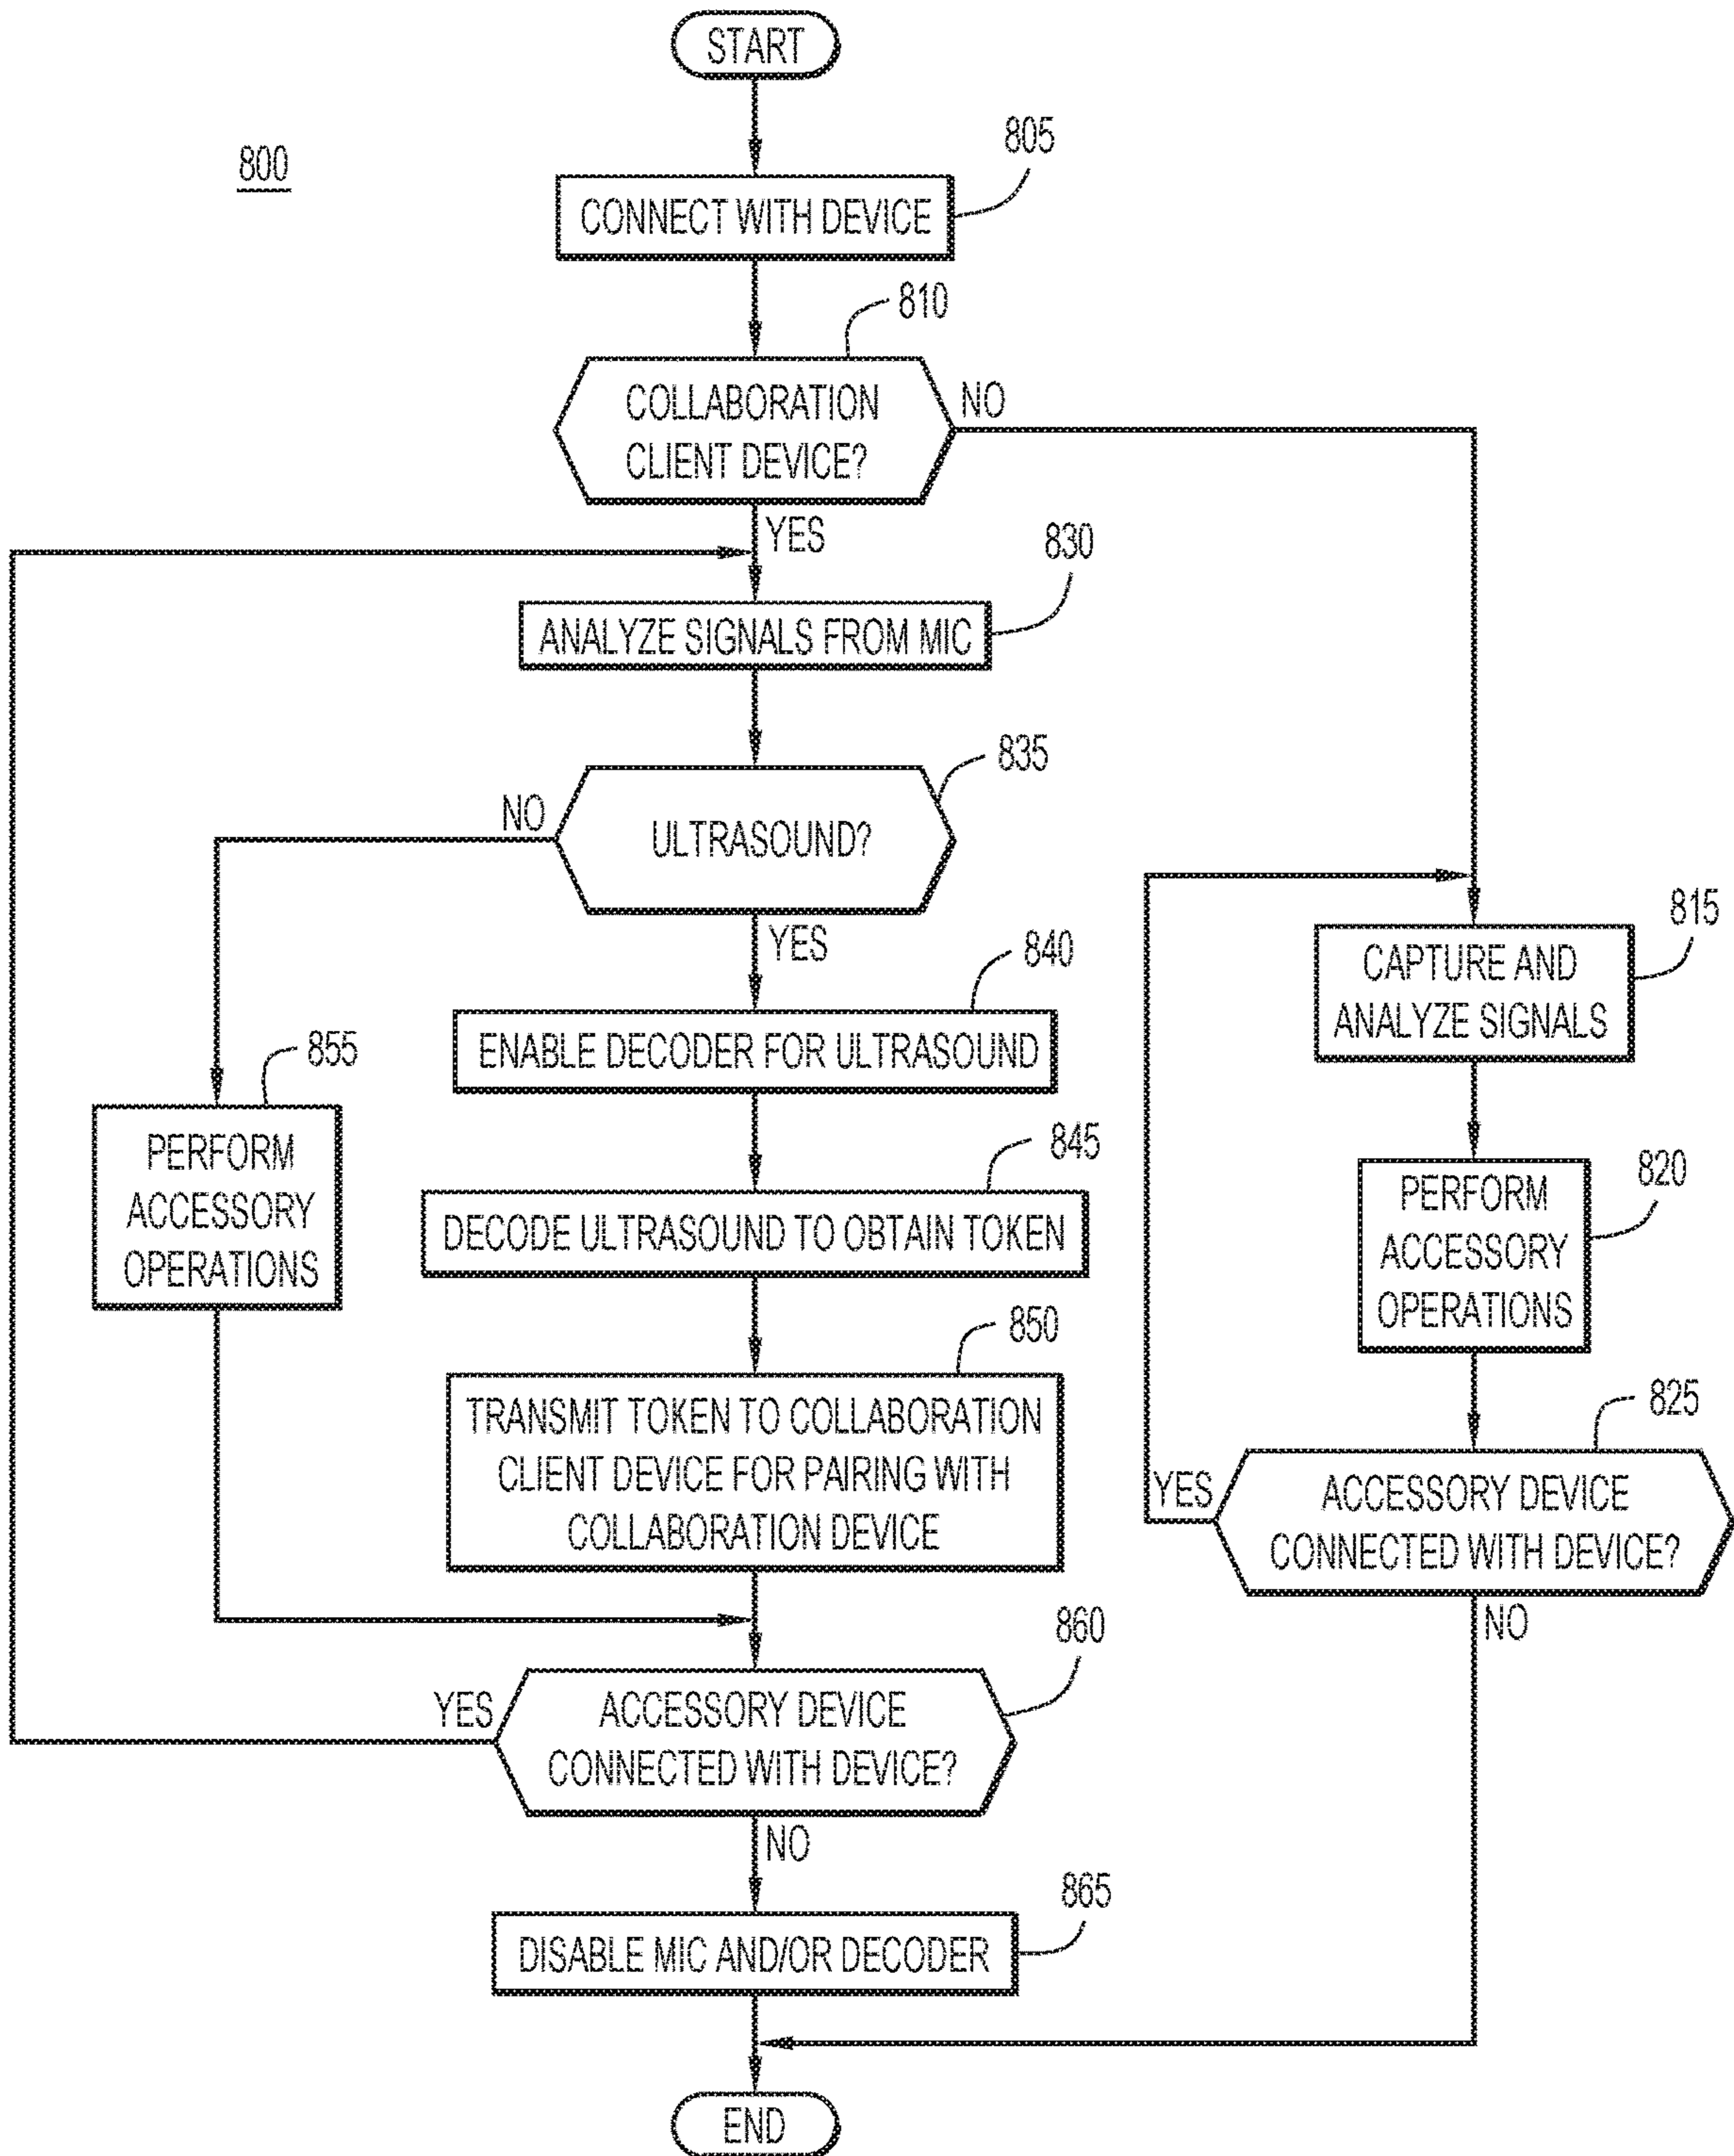 START
800
805
CONNECT WITH DEVICE
810
COLLABORATION
CLIENT DEVICE?
NO
YES
830
ANALYZE SIGNALS FROM MIC
835
NO
ULTRASOUND?
YES
840
ENABLE DECODER FOR ULTRASOUND
815
CAPTURE AND
ANALYZE SIGNALS
855
PERFORM
ACCESSORY
OPERATIONS
845
DECODE ULTRASOUND TO OBTAIN TOKEN
820
PERFORM
ACCESSORY
OPERATIONS
850
TRANSMIT TOKEN TO COLLABORATION
CLIENT DEVICE FOR PAIRING WITH
COLLABORATION DEVICE
825
YES
ACCESSORY DEVICE
CONNECTED WITH DEVICE?
NO
860
YES
ACCESSORY DEVICE
CONNECTED WITH DEVICE?
NO
865
DISABLE MIC AND/OR DECODER
END